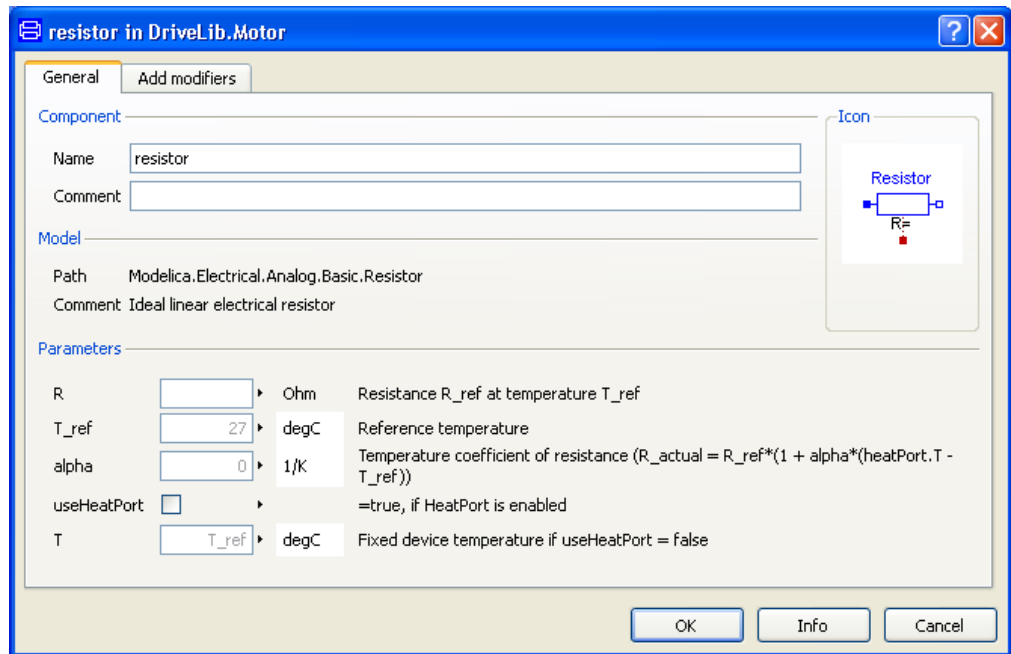 resistor in DriveLib.Motor
General Add modifiers
Component
Name resistor
Comment
Icon
Resistor
R=
Model
Path Modelica.Electrical.Analog.Basic.Resistor
Comment Ideal linear electrical resistor
Parameters
R Ohm Resistance R_ref at temperature T_ref
T_ref 27 degC Reference temperature
alpha 0 1/K Temperature coefficient of resistance (R_actual = R_ref*(1 + alpha*(heatPort.T -
T_ref))
useHeatPort =true, if HeatPort is enabled
T T_ref degC Fixed device temperature if useHeatPort = false
OK Info Cancel